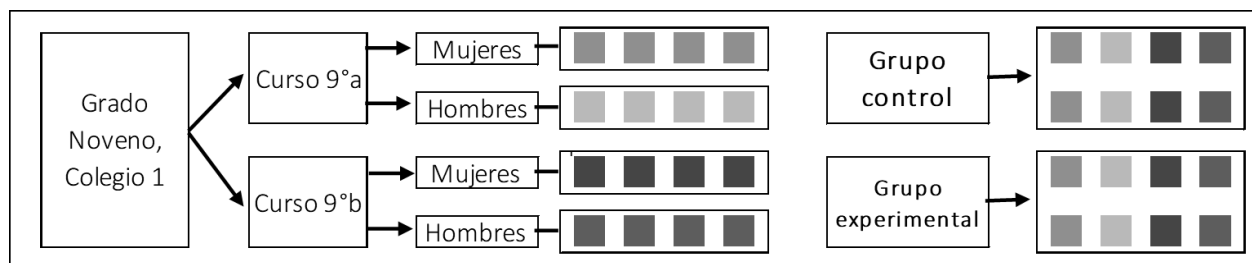 Grado
Noveno,
Colegio 1
Curso 9°a
Mujeres
Hombres
Curso 9°b
Mujeres
Hombres
Grupo
control
Grupo
experimental